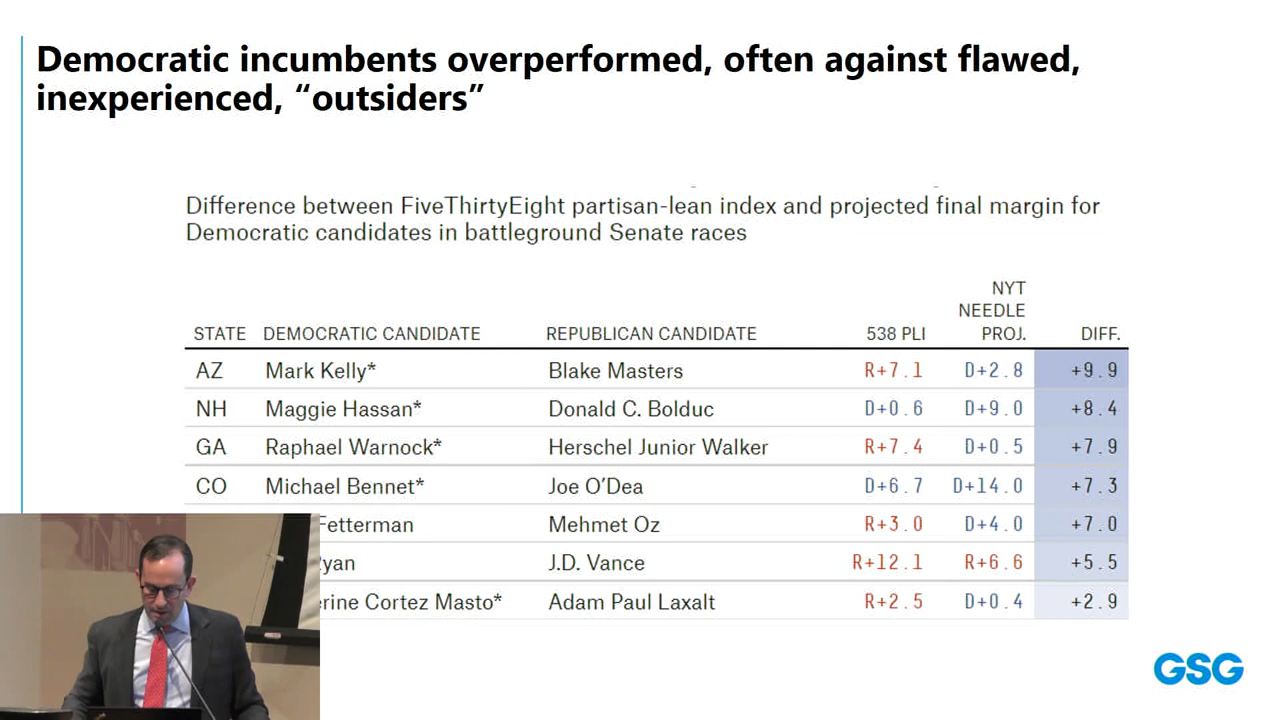 Democratic incumbents overperformed, often against flawed,
inexperienced, “outsiders”
Difference between FiveThirtyEight partisan-lean index and projected final margin for
Democratic candidates in battleground Senate races
NYT
NEEDLE
STATE DEMOCRATIC CANDIDATE REPUBLICAN CANDIDATE 538 PLI PROJ. DIFF.
AZ Mark Kelly* Blake Masters R+7.1 D+2.8 +9.9
NH Maggie Hassan* Donald C. Bolduc D+0.6 D+9.0 +8.4
GA Raphael Warnock* Herschel Junior Walker R+7.4 D+0.5 +7.9
CO Michael Bennet* Joe O’Dea D+6.7 D+14.0 +7.3
Fetterman Mehmet Oz R+3.0 D+4.0 +7.0
J.D. Vance R+12.1 R+6.6 +5.5
Cortez Masto* Adam Paul Laxalt R+2.5 D+0.4 +2.9
GSG